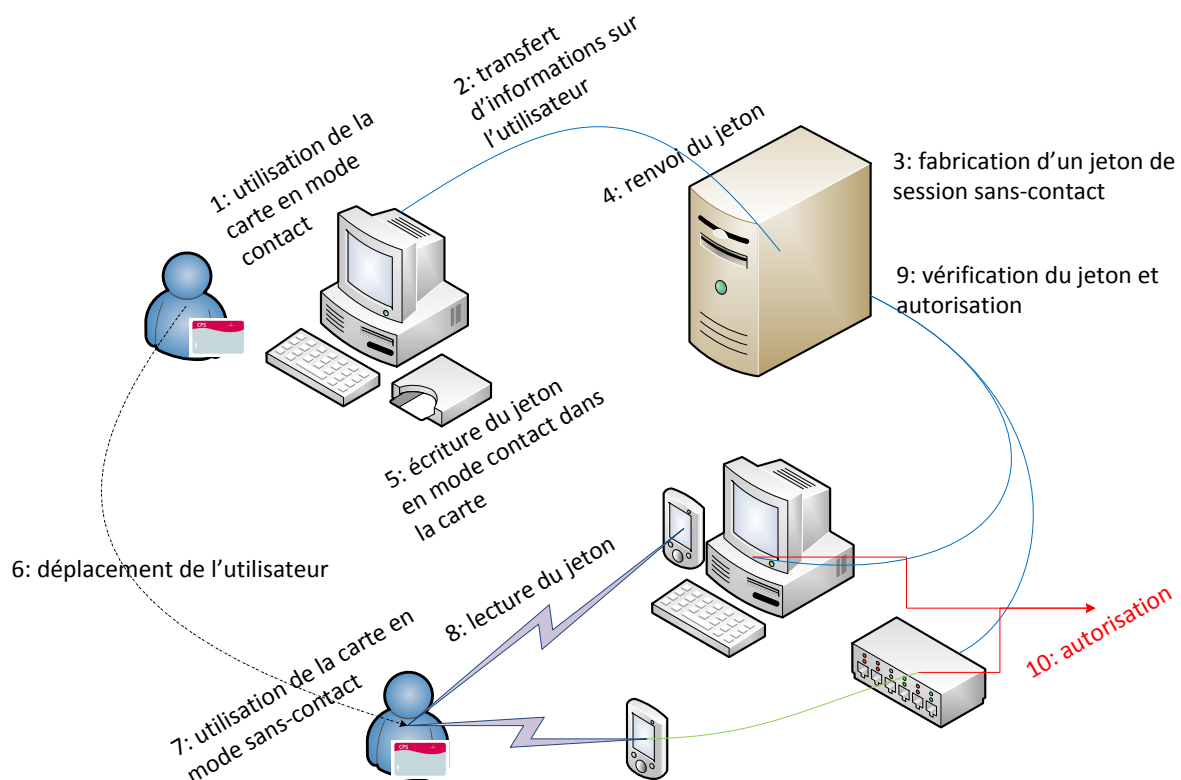 1: utilisation de la
carte en mode
contact
2: transfert
d'informations sur
l'utilisateur
3: fabrication d'un jeton de
session sans-contact
4: renvoi du jeton
5: écriture du jeton
en mode contact dans
la carte
6: déplacement de l'utilisateur
7: utilisation de la carte en
mode sans-contact
8: lecture du jeton
9: vérification du jeton et
autorisation
10: autorisation
CPS
CPS